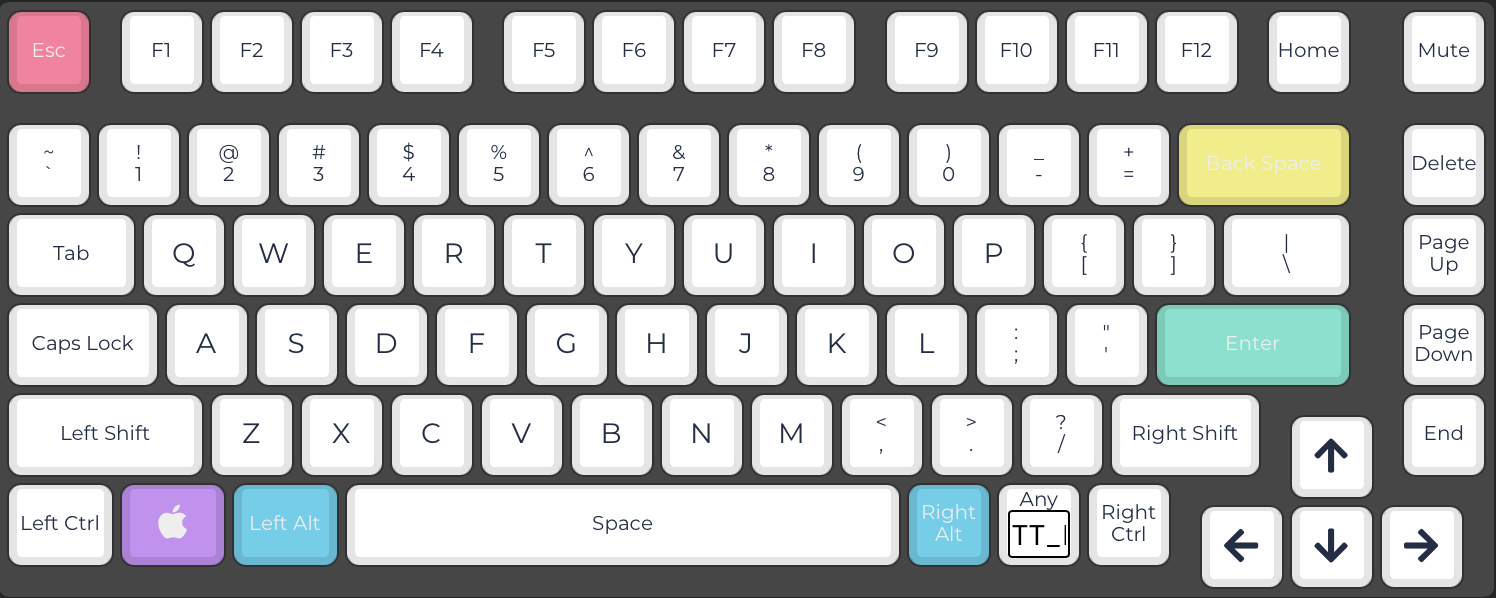 Esc F1 F2 F3 F4 F5 F6 F7 F8 F9 F10 F11 F12 Home Mute
~ ! @ # $ % ^ & * ( ) _ +
` 1 2 3 4 5 6 7 8 9 0 - = Back Space Delete
Tab Q W E R T Y U I O P { } | Page
[ ] \ Up
Caps Lock A S D F G H J K L : " Enter Page
; ' Down
Left Shift Z X C V B N M < > ? Right Shift End
, . /
Left Ctrl Left Alt Space Right Any Right
Alt TT_ Ctrl